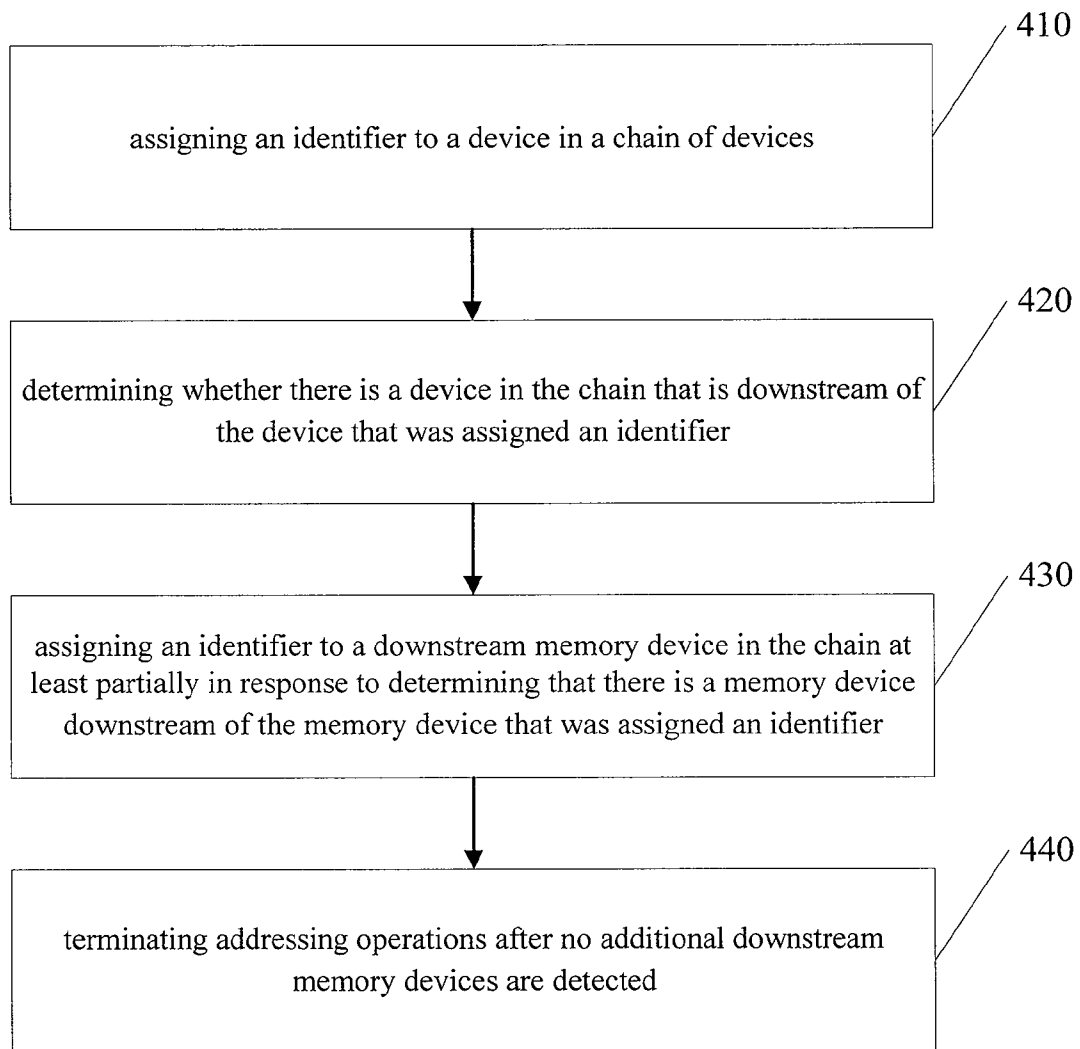 410
assigning an identifier to a device in a chain of devices
420
determining whether there is a device in the chain that is downstream of
the device that was assigned an identifier
430
assigning an identifier to a downstream memory device in the chain at
least partially in response to determining that there is a memory device
downstream of the memory device that was assigned an identifier
440
terminating addressing operations after no additional downstream
memory devices are detected